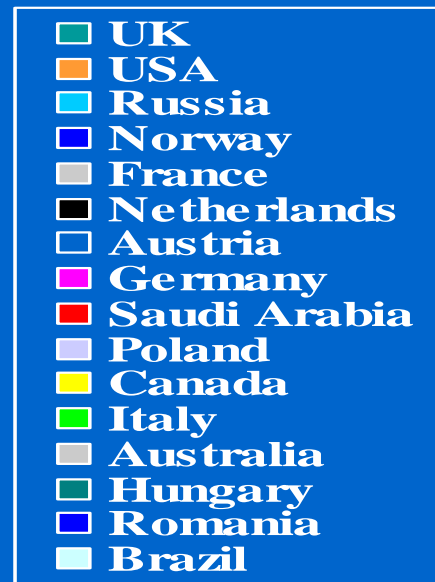 UK
USA
Russia
Norway
France
Netherlands
Austria
Germany
Saudi Arabia
Poland
Canada
Italy
Australia
Hungary
Romania
Brazil